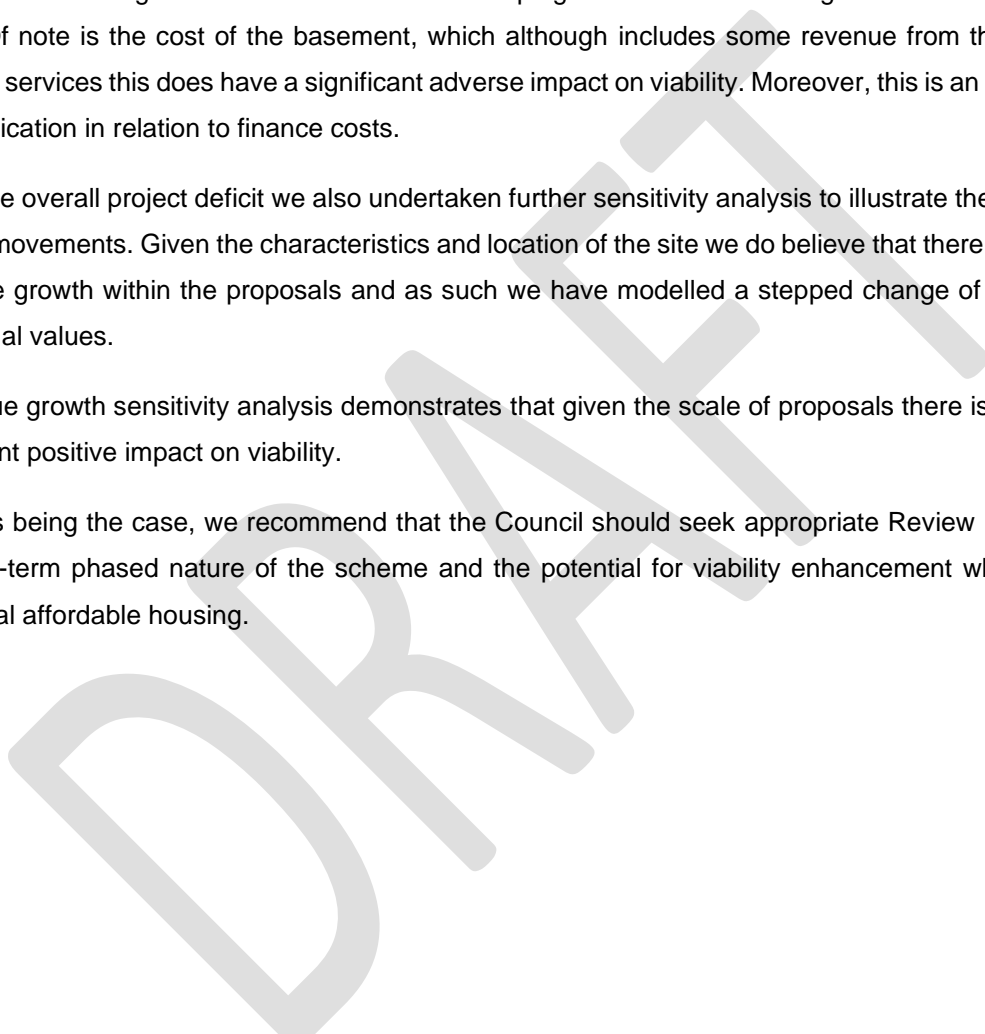 of note is the cost of the basement, which although includes some revenue from th
services this does have a significant adverse impact on viability. Moreover, this is an
ication in relation to finance costs.
e overall project deficit we also undertaken further sensitivity analysis to illustrate the
movements. Given the characteristics and location of the site we do believe that there
e growth within the proposals and as such we have modelled a stepped change of
al values.
ue growth sensitivity analysis demonstrates that given the scale of proposals there is
nt positive impact on viability.
s being the case, we recommend that the Council should seek appropriate Review
-term phased nature of the scheme and the potential for viability enhancement wh
al affordable housing.
DRAFT